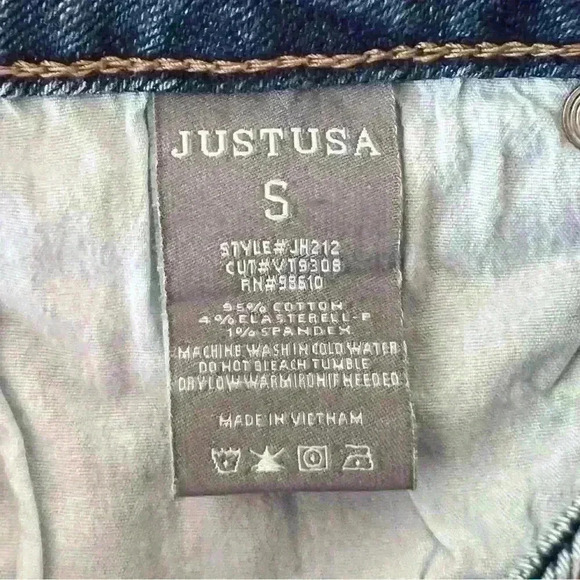 JUSTUSA
S
STYLE# JH212
CUT# VT9308
RN# 98610
95% COTTON
4% ELASTERELL-P
1% SPANDEX
MACHINE WASH IN COLD WATER
DO NOT BLEACH TUMBLE
DRY LOW WARM IRON IF NEEDED
MADE IN VIETNAM